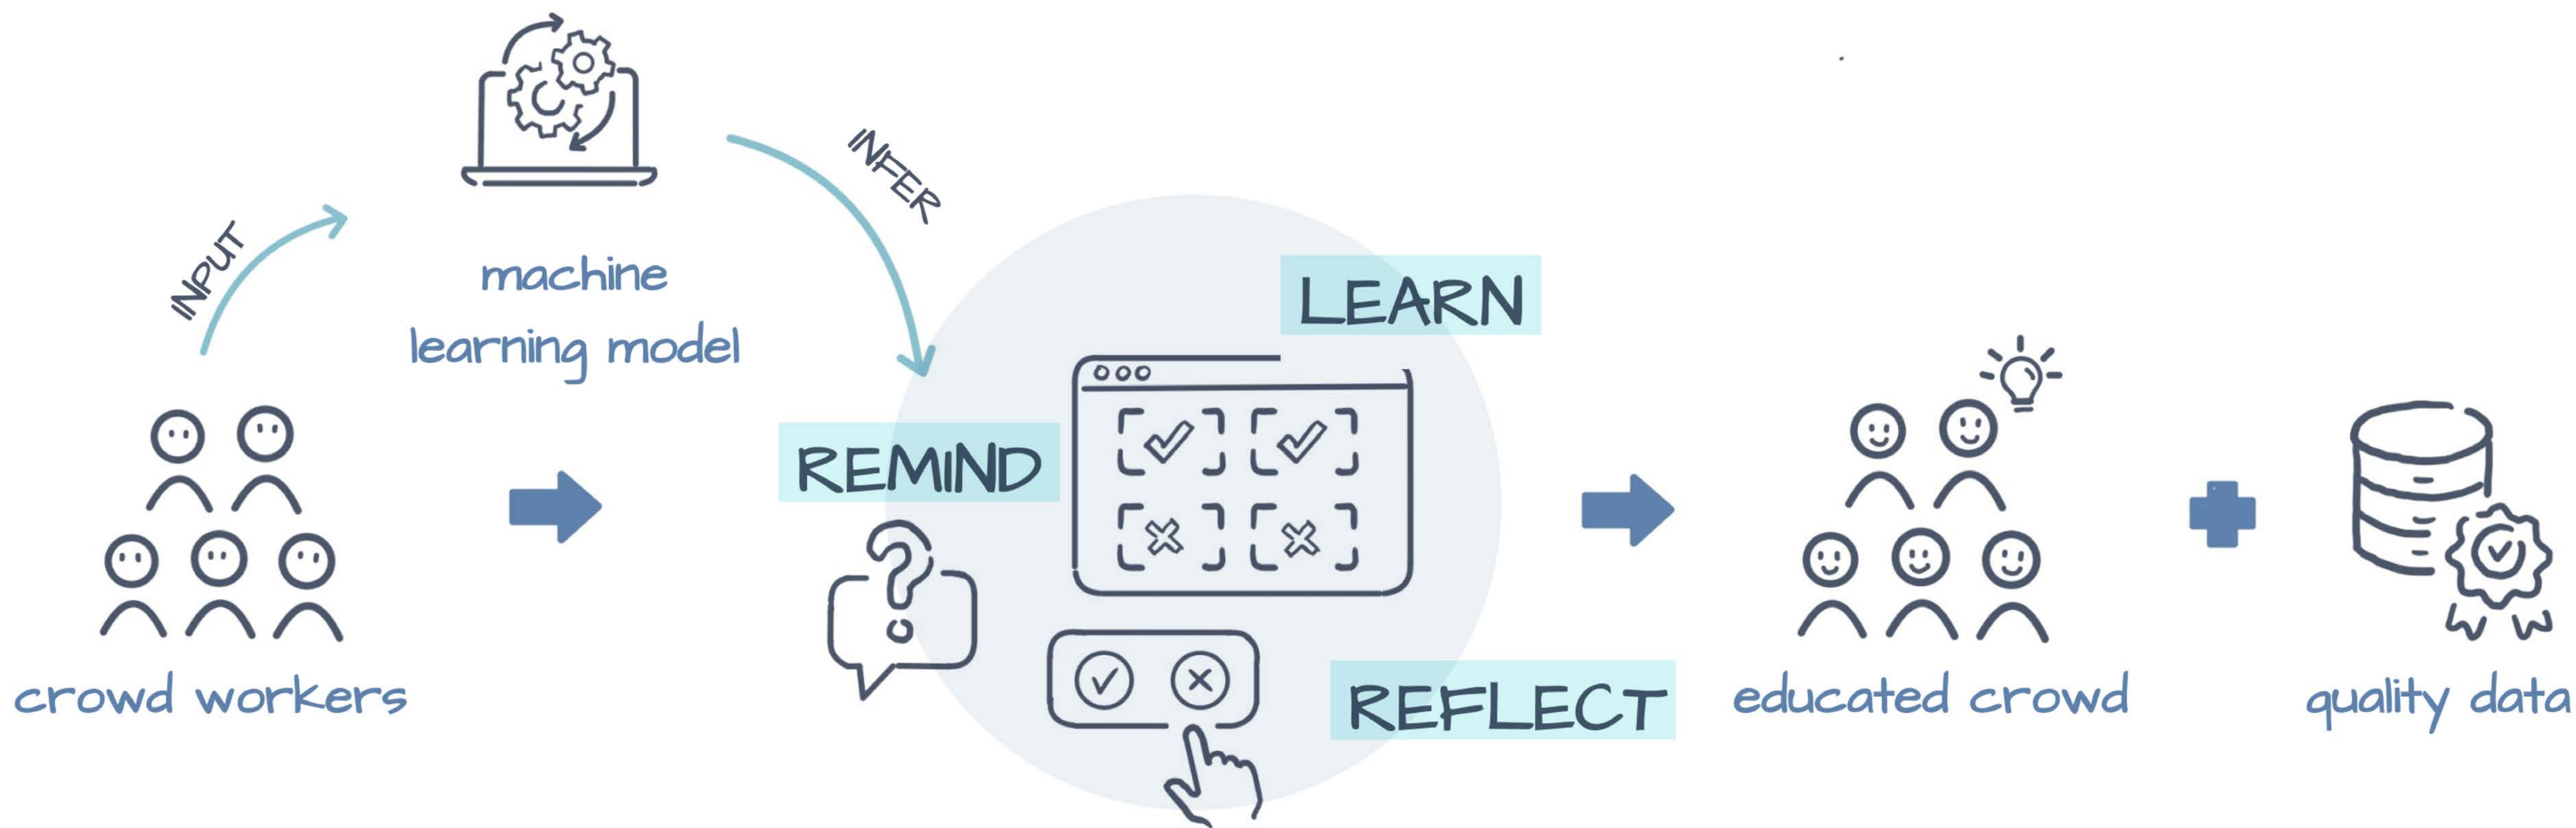 INPUT
machine
learning model
INFER
LEARN
REMIND
REFLECT
crowd workers
educated crowd
quality data